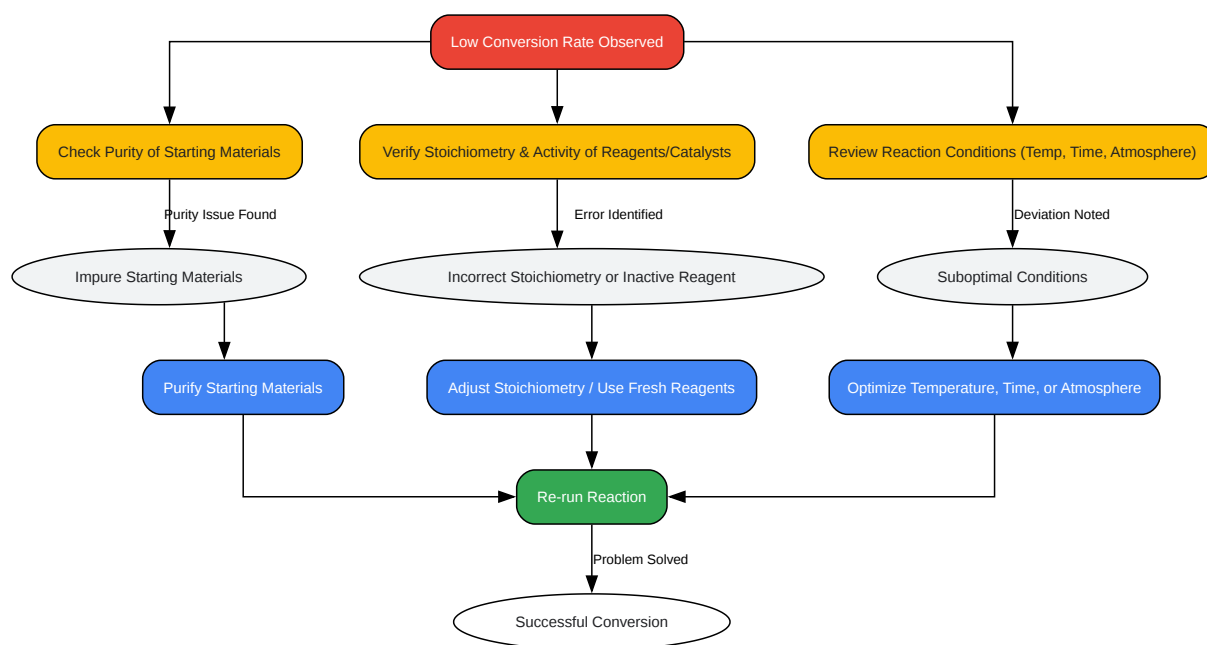 Low Conversion Rate Observed
Check Purity of Starting Materials
Verify Stoichiometry & Activity of Reagents/Catalysts
Review Reaction Conditions (Temp, Time, Atmosphere)
Purity Issue Found
Error Identified
Deviation Noted
Impure Starting Materials
Incorrect Stoichiometry or Inactive Reagent
Suboptimal Conditions
Purify Starting Materials
Adjust Stoichiometry / Use Fresh Reagents
Optimize Temperature, Time, or Atmosphere
Re-run Reaction
Problem Solved
Successful Conversion